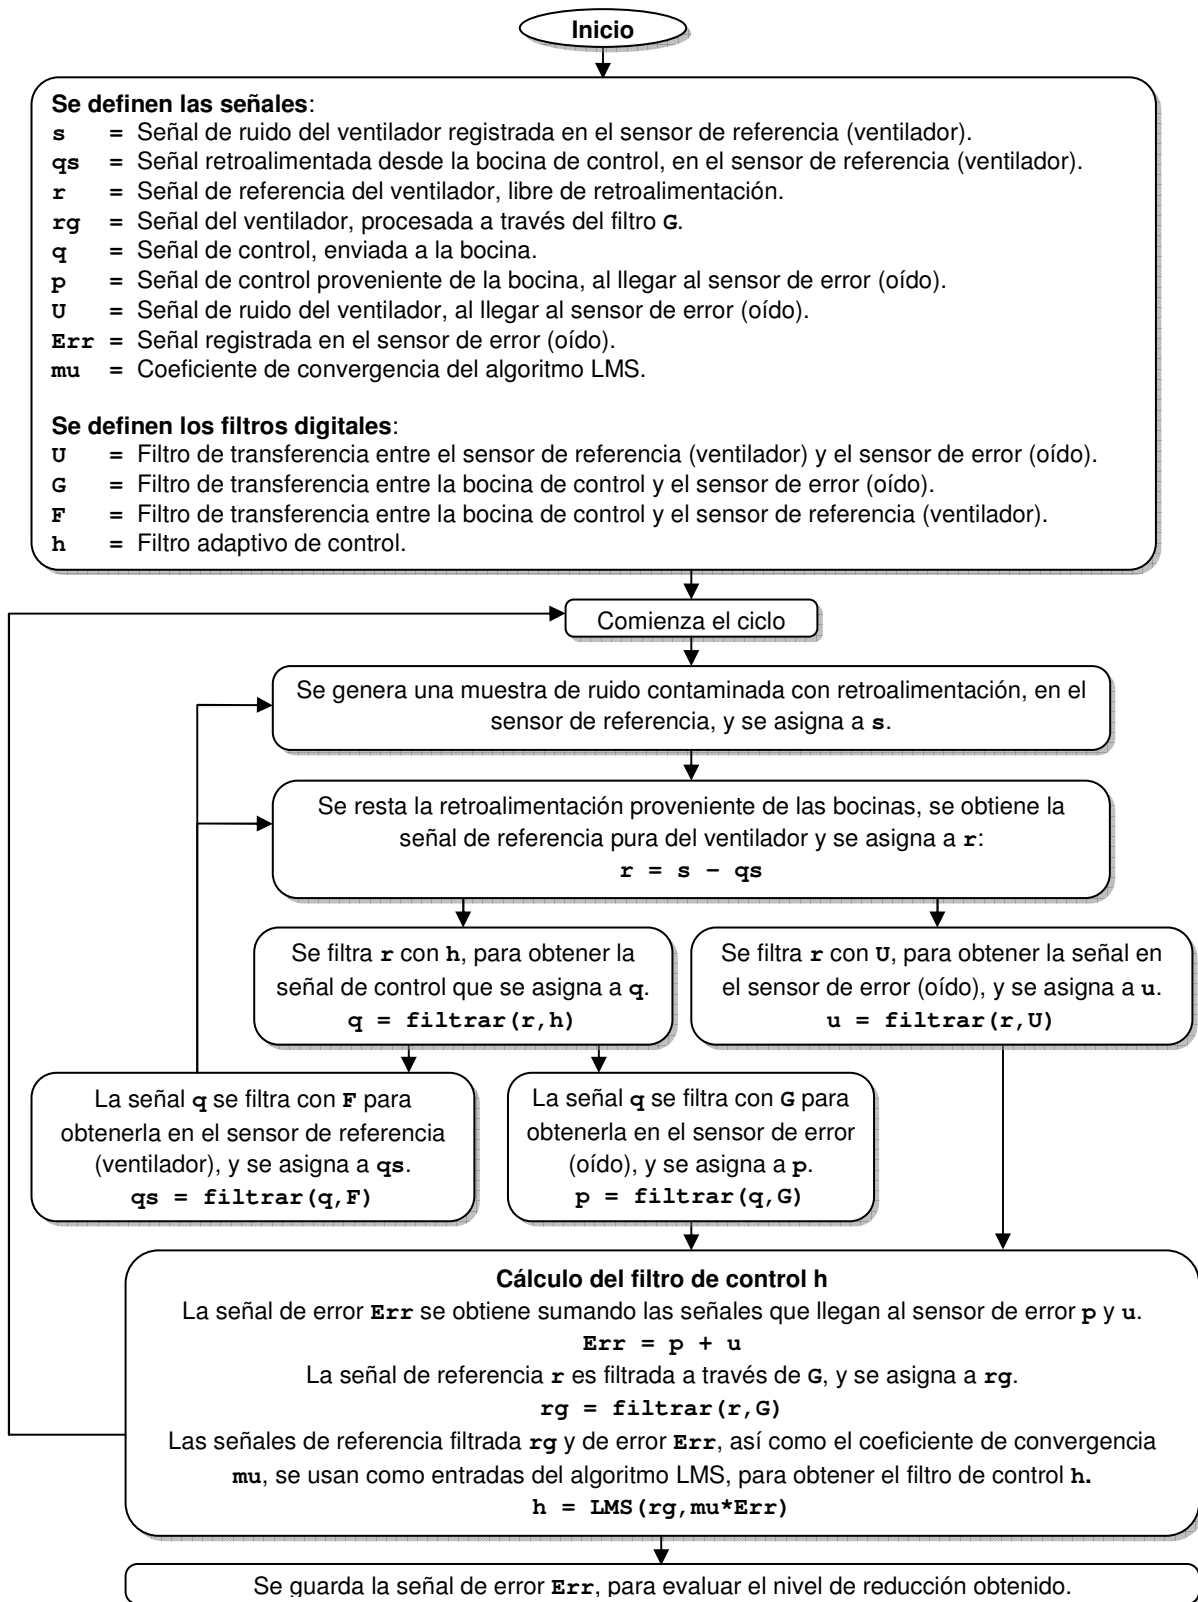 Inicio
Se definen las señales:
s = Señal de ruido del ventilador registrada en el sensor de referencia (ventilador).
qs = Señal retroalimentada desde la bocina de control, en el sensor de referencia (ventilador).
r = Señal de referencia del ventilador, libre de retroalimentación.
rg = Señal del ventilador, procesada a través del filtro G.
q = Señal de control, enviada a la bocina.
p = Señal de control proveniente de la bocina, al llegar al sensor de error (oído).
U = Señal de ruido del ventilador, al llegar al sensor de error (oído).
Err = Señal registrada en el sensor de error (oído).
mu = Coeficiente de convergencia del algoritmo LMS.
Se definen los filtros digitales:
U = Filtro de transferencia entre el sensor de referencia (ventilador) y el sensor de error (oído).
G = Filtro de transferencia entre la bocina de control y el sensor de error (oído).
F = Filtro de transferencia entre la bocina de control y el sensor de referencia (ventilador).
h = Filtro adaptivo de control.
Comienza el ciclo
Se genera una muestra de ruido contaminada con retroalimentación, en el
sensor de referencia, y se asigna a s.
Se resta la retroalimentación proveniente de las bocinas, se obtiene la
señal de referencia pura del ventilador y se asigna a r:
r = s – qs
Se filtra r con h, para obtener la
señal de control que se asigna a q.
q = filtrar(r,h)
Se filtra r con U, para obtener la señal en
el sensor de error (oído), y se asigna a u.
u = filtrar(r,U)
La señal q se filtra con F para
obtenerla en el sensor de referencia
(ventilador), y se asigna a qs.
qs = filtrar(q,F)
La señal q se filtra con G para
obtenerla en el sensor de error
(oído), y se asigna a p.
p = filtrar(q,G)
Cálculo del filtro de control h
La señal de error Err se obtiene sumando las señales que llegan al sensor de error p y u.
Err = p + u
La señal de referencia r es filtrada a través de G, y se asigna a rg.
rg = filtrar(r,G)
Las señales de referencia filtrada rg y de error Err, así como el coeficiente de convergencia
mu, se usan como entradas del algoritmo LMS, para obtener el filtro de control h.
h = LMS(rg,mu*Err)
Se guarda la señal de error Err, para evaluar el nivel de reducción obtenido.